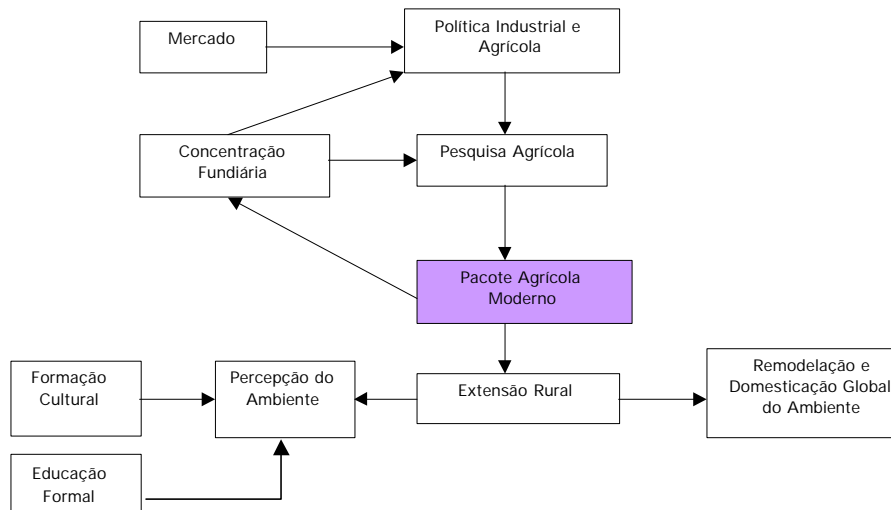 Mercado
Política Industrial e
Agrícola
Concentração
Fundiária
Pesquisa Agrícola
Pacote Agrícola
Moderno
Formação
Cultural
Percepção do
Ambiente
Extensão Rural
Remodelação e
Domesticação Global
do Ambiente
Educação
Formal